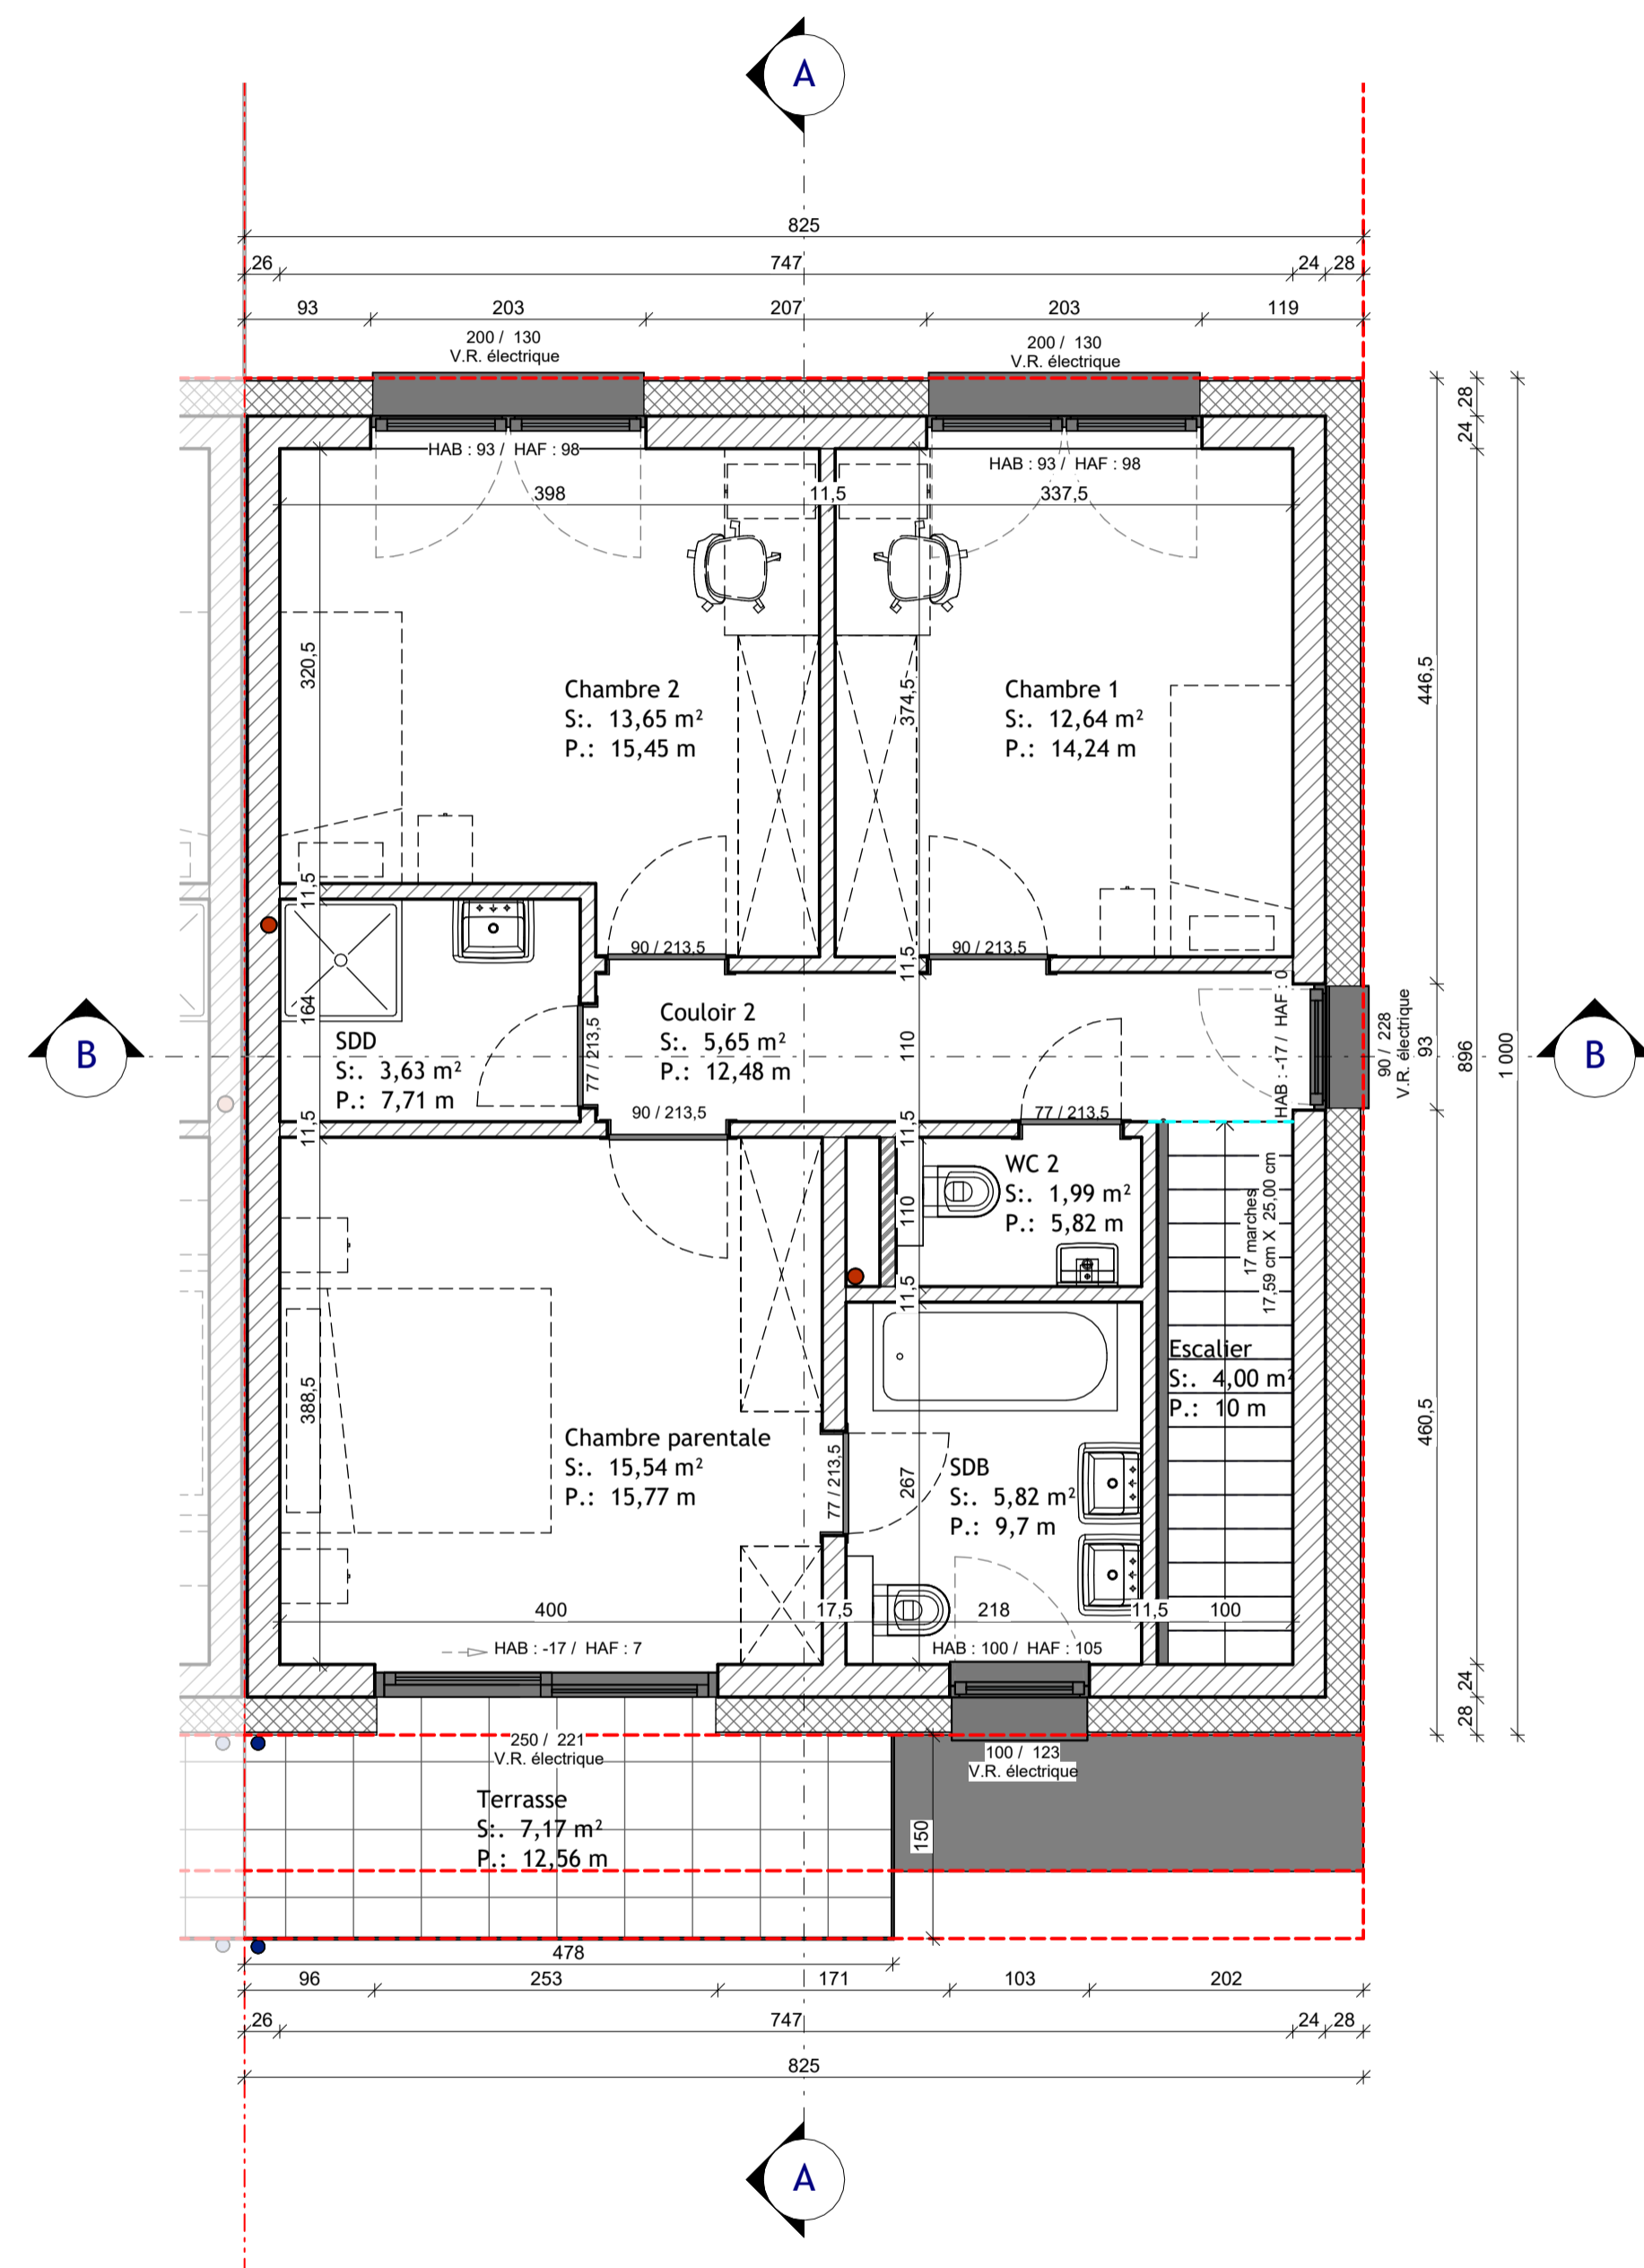 A
825
26 747 24 28
93 203 207 203 119
200 / 130
V.R. électrique
200 / 130
V.R. électrique
HAB : 93 / HAF : 98
HAB : 93 / HAF : 98
398 11,5 337,5
28
24
320,5
374,5
446,5
Chambre 2
S:. 13,65 m²
P.: 15,45 m
Chambre 1
S:. 12,64 m²
P.: 14,24 m
11,5
90 / 213,5
90 / 213,5
11,5
HAB : -17 / HAF : 0
164
SDD
S:. 3,63 m²
P.: 7,71 m
77 / 213,5
Couloir 2
S:. 5,65 m²
P.: 12,48 m
110
90 / 228
V.R. électrique
93
896
1 000
B
B
11,5
90 / 213,5
11,5
77 / 213,5
WC 2
S:. 1,99 m²
P.: 5,82 m
110
17 marches
17,59 cm X 25,00 cm
11,5
Escalier
S:. 4,00 m²
P.: 10 m
388,5
460,5
Chambre parentale
S:. 15,54 m²
P.: 15,77 m
77 / 213,5
267
SDB
S:. 5,82 m²
P.: 9,7 m
400 17,5 218 11,5 100
HAB : -17 / HAF : 7
HAB : 100 / HAF : 105
24
28
250 / 221
V.R. électrique
100 / 123
V.R. électrique
Terrasse
S:. 7,17 m²
P.: 12,56 m
150
478
96 253 171 103 202
26 747 24 28
825
A